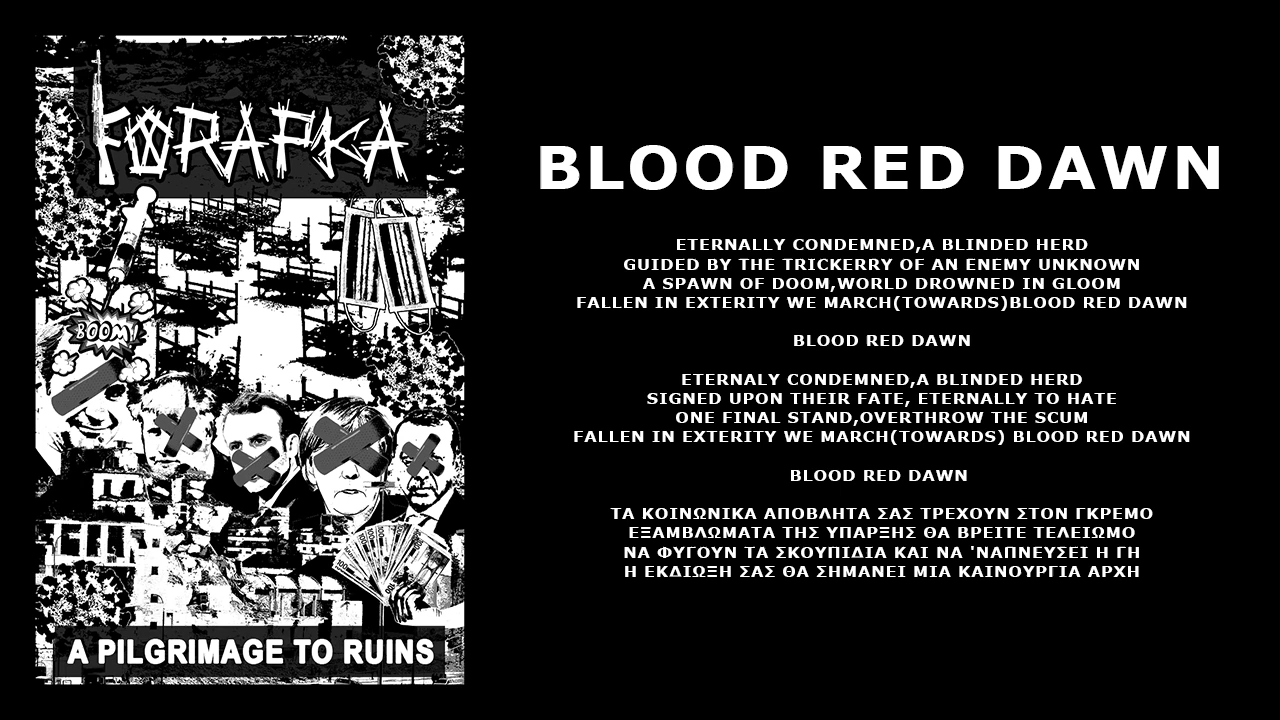 FORAPKA
BOOM!
A PILGRIMAGE TO RUINS
BLOOD RED DAWN
ETERNALLY CONDEMNED,A BLINDED HERD
GUIDED BY THE TRICKERRY OF AN ENEMY UNKNOWN
A SPAWN OF DOOM,WORLD DROWNED IN GLOOM
FALLEN IN EXTERITY WE MARCH(TOWARDS)BLOOD RED DAWN
BLOOD RED DAWN
ETERNALY CONDEMNED,A BLINDED HERD
SIGNED UPON THEIR FATE, ETERNALLY TO HATE
ONE FINAL STAND,OVERTHROW THE SCUM
FALLEN IN EXTERITY WE MARCH(TOWARDS) BLOOD RED DAWN
BLOOD RED DAWN
ΤΑ ΚΟΙΝΩΝΙΚΑ ΑΠΟΒΛΗΤΑ ΣΑΣ ΤΡΕΧΟΥΝ ΣΤΟΝ ΓΚΡΕΜΟ
ΕΞΑΜΒΛΩΜΑΤΑ ΤΗΣ ΥΠΑΡΞΗΣ ΘΑ ΒΡΕΙΤΕ ΤΕΛΕΙΩΜΟ
ΝΑ ΦΥΓΟΥΝ ΤΑ ΣΚΟΥΠΙΔΙΑ ΚΑΙ ΝΑ 'ΝΑΠΝΕΥΣΕΙ Η ΓΗ
Η ΕΚΔΙΩΞΗ ΣΑΣ ΘΑ ΣΗΜΑΝΕΙ ΜΙΑ ΚΑΙΝΟΥΡΓΙΑ ΑΡΧΗ